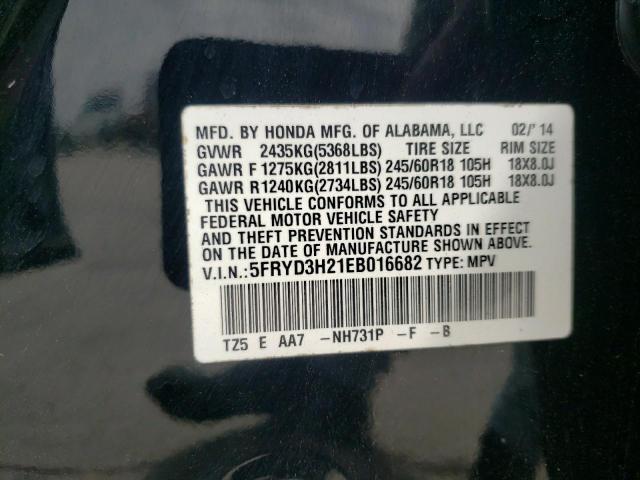 MFD. BY HONDA MFG. OF ALABAMA, LLC 02/'14
GVWR 2435KG(5368LBS) TIRE SIZE RIM SIZE
GAWR F 1275KG(2811LBS) 245/60R18 105H 18X8.0J
GAWR R1240KG(2734LBS) 245/60R18 105H 18X8.0J
THIS VEHICLE CONFORMS TO ALL APPLICABLE
FEDERAL MOTOR VEHICLE SAFETY
AND THEFT PREVENTION STANDARDS IN EFFECT
ON THE DATE OF MANUFACTURE SHOWN ABOVE.
V.I.N.:5FRYD3H21EB016682 TYPE: MPV
TZ5 E AA7 -NH731P -F -B